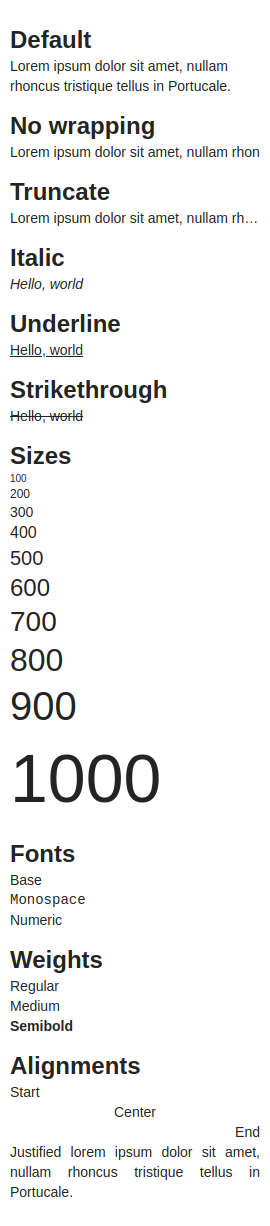 Default
Lorem ipsum dolor sit amet, nullam
rhoncus tristique tellus in Portucale.
No wrapping
Lorem ipsum dolor sit amet, nullam rhon
Truncate
Lorem ipsum dolor sit amet, nullam rh…
Italic
Hello, world
Underline
Hello, world
Strikethrough
Hello, world
Sizes
100
200
300
400
500
600
700
800
900
1000
Fonts
Base
Monospace
Numeric
Weights
Regular
Medium
Semibold
Alignments
Start
Center
End
Justified lorem ipsum dolor sit amet,
nullam rhoncus tristique tellus in
Portucale.